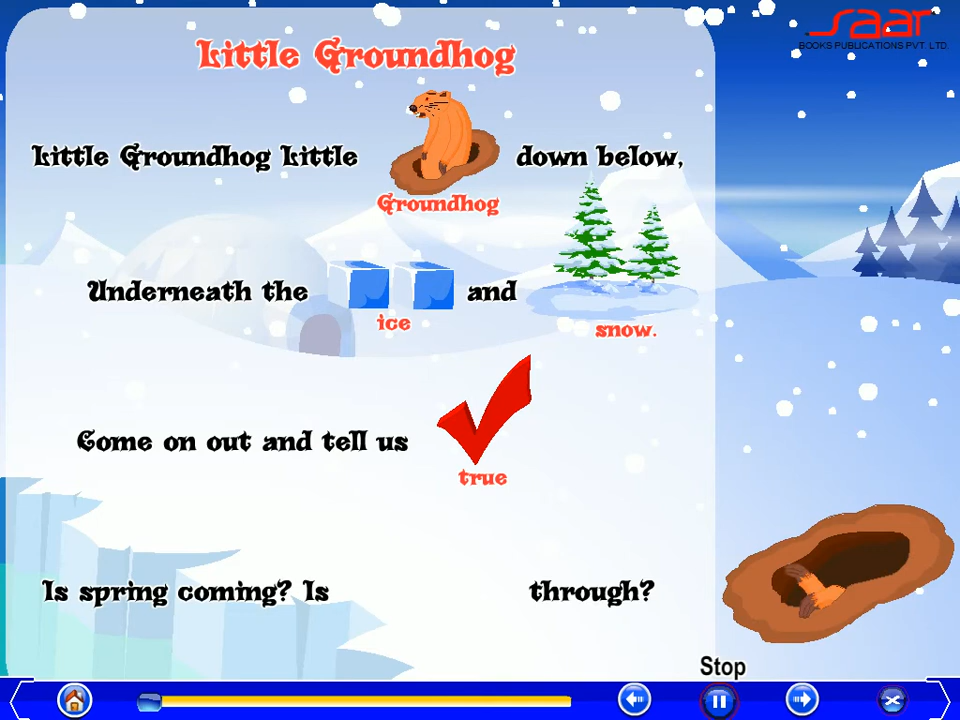 saar
BOOKS PUBLICATIONS PVT. LTD.
Little Groundhog
Little Groundhog Little down below,
Groundhog
Underneath the and
ice snow.
Come on out and tell us
true
Is spring coming? Is through?
Stop